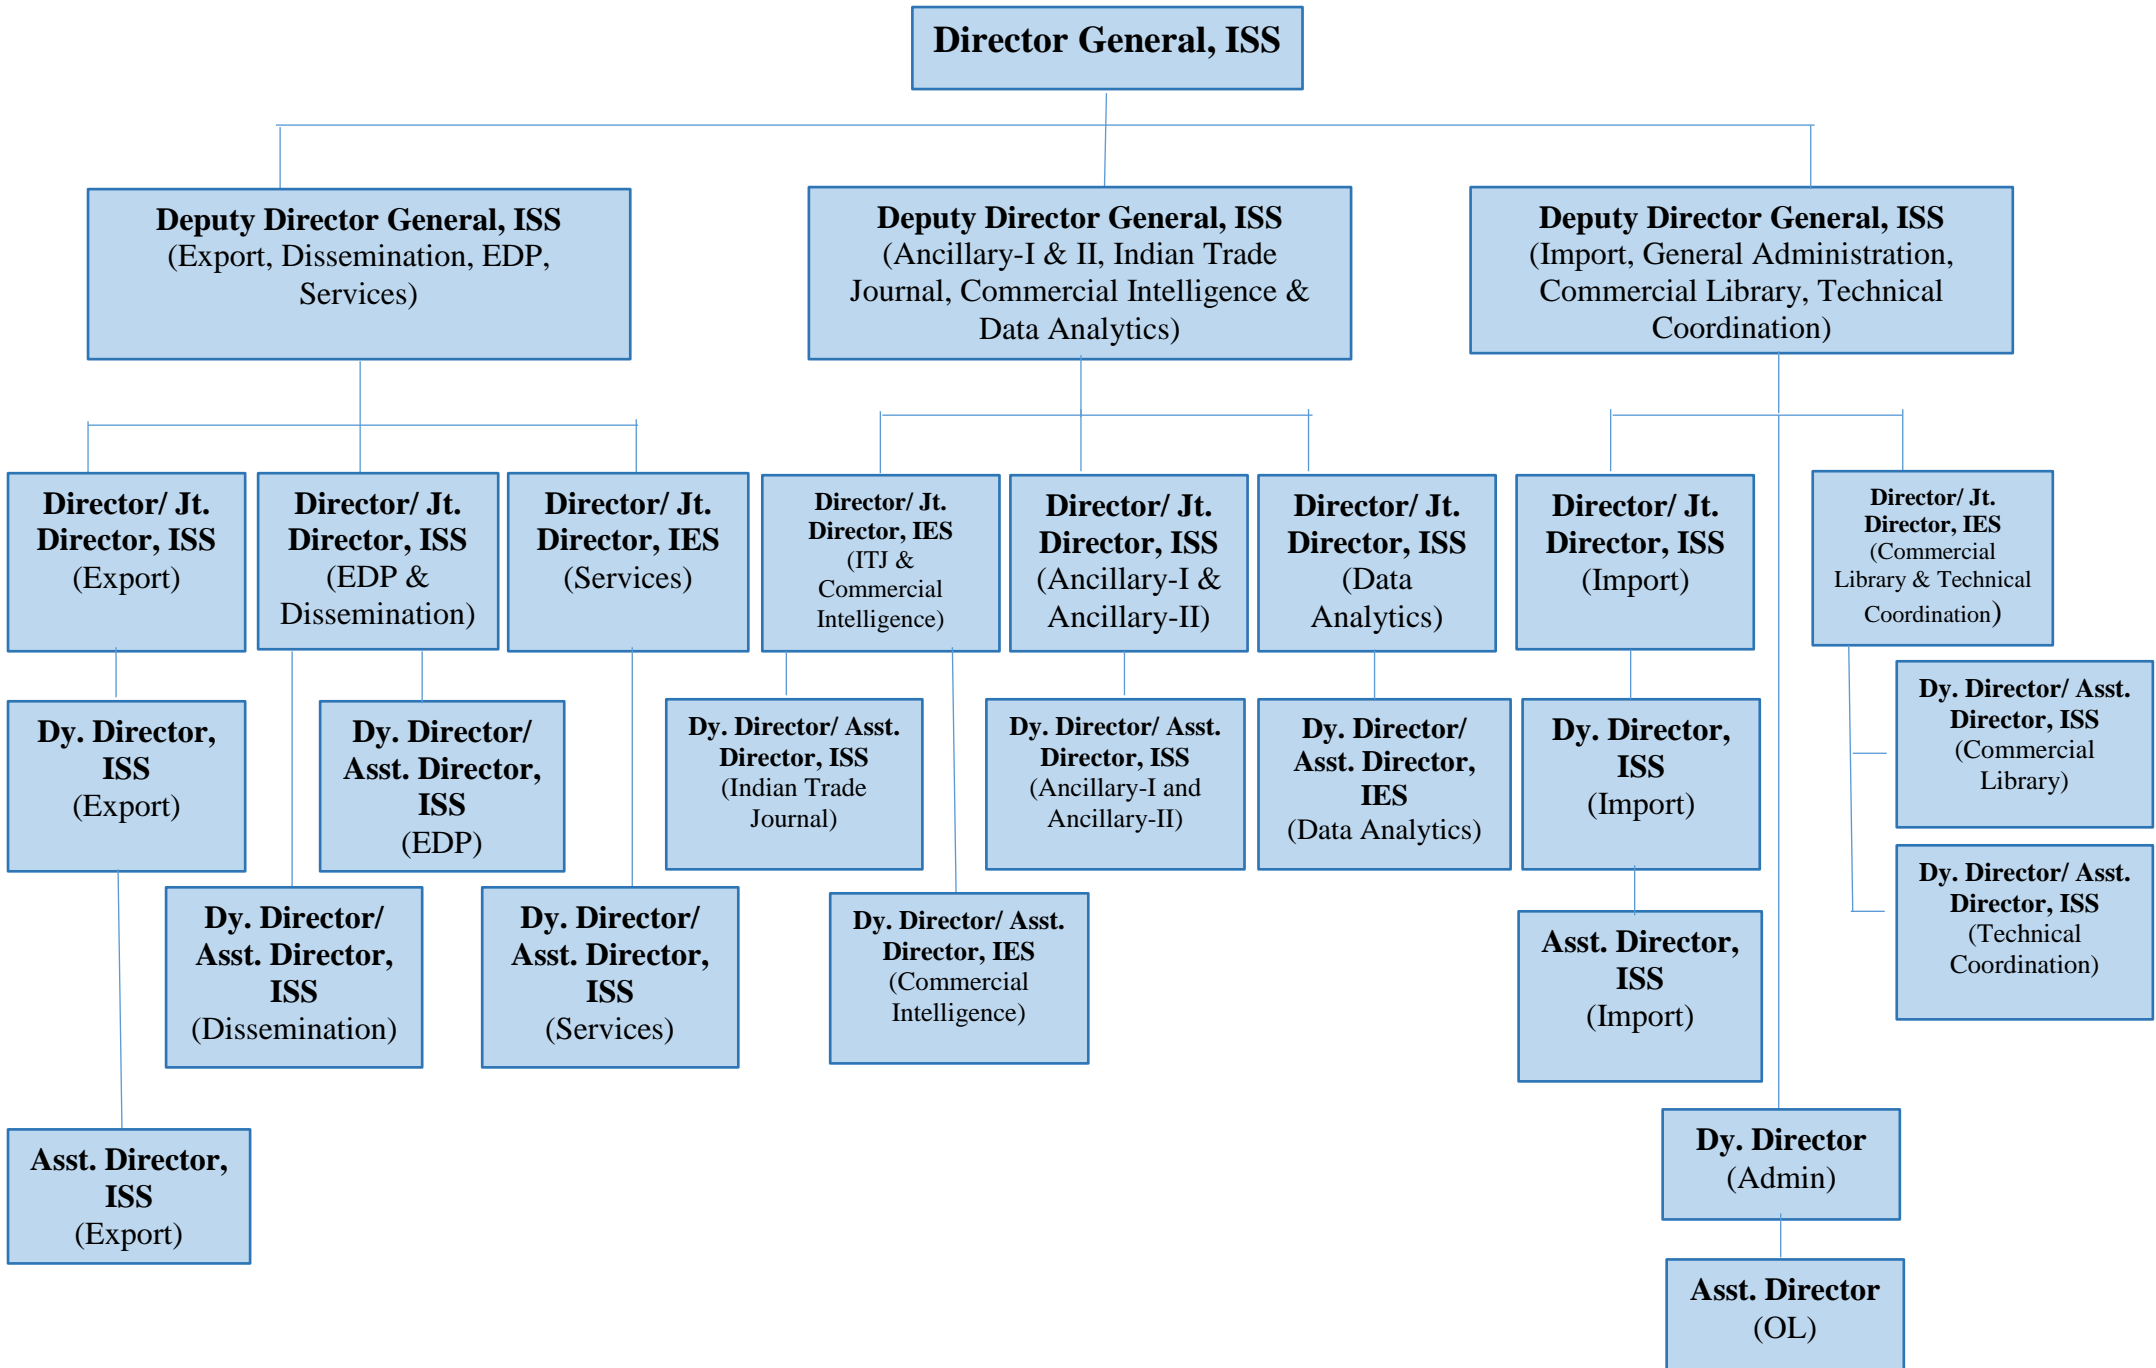 Director General, ISS
Deputy Director General, ISS
(Export, Dissemination, EDP,
Services)
Deputy Director General, ISS
(Ancillary-I & II, Indian Trade
Journal, Commercial Intelligence &
Data Analytics)
Deputy Director General, ISS
(Import, General Administration,
Commercial Library, Technical
Coordination)
Director/ Jt.
Director, ISS
(Export)
Director/ Jt.
Director, ISS
(EDP &
Dissemination)
Director/ Jt.
Director, IES
(Services)
Director/ Jt.
Director, IES
(ITJ &
Commercial
Intelligence)
Director/ Jt.
Director, ISS
(Ancillary-I &
Ancillary-II)
Director/ Jt.
Director, ISS
(Data
Analytics)
Director/ Jt.
Director, ISS
(Import)
Director/ Jt.
Director, IES
(Commercial
Library & Technical
Coordination)
Dy. Director,
ISS
(Export)
Dy. Director/
Asst. Director,
ISS
(EDP)
Dy. Director/ Asst.
Director, ISS
(Indian Trade
Journal)
Dy. Director/ Asst.
Director, ISS
(Ancillary-I and
Ancillary-II)
Dy. Director/
Asst. Director,
IES
(Data Analytics)
Dy. Director,
ISS
(Import)
Dy. Director/ Asst.
Director, ISS
(Commercial
Library)
Dy. Director/
Asst. Director,
ISS
(Dissemination)
Dy. Director/
Asst. Director,
ISS
(Services)
Dy. Director/ Asst.
Director, IES
(Commercial
Intelligence)
Asst. Director,
ISS
(Import)
Dy. Director/ Asst.
Director, ISS
(Technical
Coordination)
Asst. Director,
ISS
(Export)
Dy. Director
(Admin)
Asst. Director
(OL)